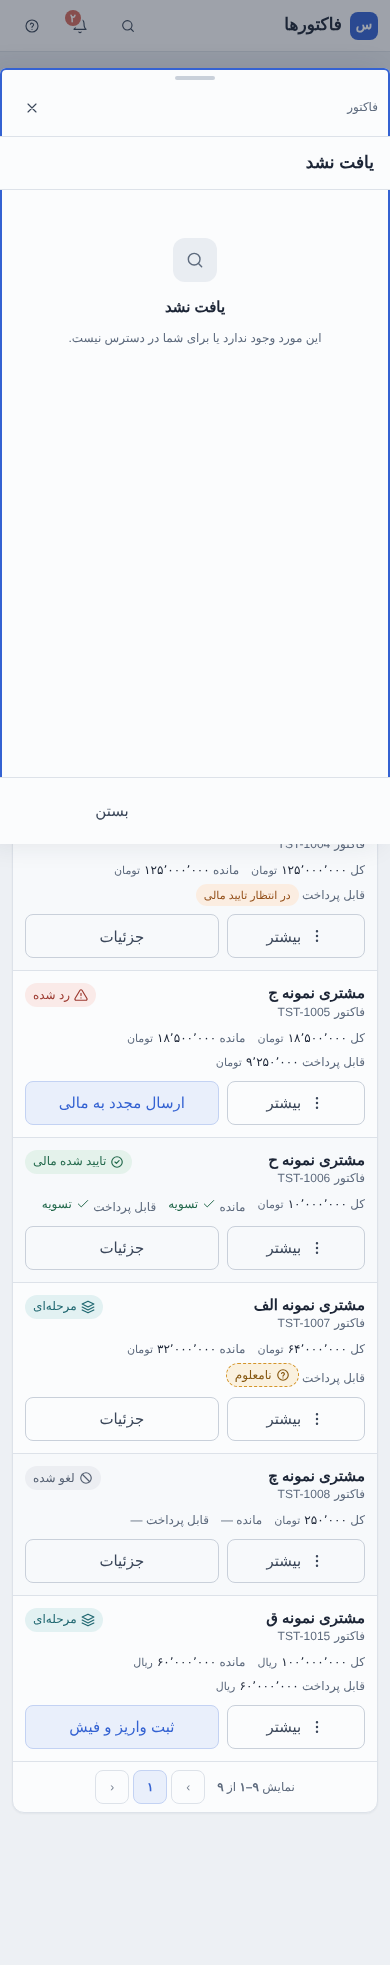 س فاکتورها ۲
فاکتور
یافت نشد
یافت نشد
این مورد وجود ندارد یا برای شما در دسترس نیست.
بستن
فاکتور TST-1004
کل ۱۲۵٬۰۰۰٬۰۰۰ تومان مانده ۱۲۵٬۰۰۰٬۰۰۰ تومان
قابل پرداخت در انتظار تایید مالی
بیشتر جزئیات
مشتری نمونه ج رد شده
فاکتور TST-1005
کل ۱۸٬۵۰۰٬۰۰۰ تومان مانده ۱۸٬۵۰۰٬۰۰۰ تومان
قابل پرداخت ۹٬۲۵۰٬۰۰۰ تومان
بیشتر ارسال مجدد به مالی
مشتری نمونه ح تایید شده مالی
فاکتور TST-1006
کل ۱۰٬۰۰۰٬۰۰۰ تومان مانده تسویه قابل پرداخت تسویه
بیشتر جزئیات
مشتری نمونه الف مرحله‌ای
فاکتور TST-1007
کل ۶۴٬۰۰۰٬۰۰۰ تومان مانده ۳۲٬۰۰۰٬۰۰۰ تومان
قابل پرداخت نامعلوم
بیشتر جزئیات
مشتری نمونه چ لغو شده
فاکتور TST-1008
کل ۲۵۰٬۰۰۰ تومان مانده — قابل پرداخت —
بیشتر جزئیات
مشتری نمونه ق مرحله‌ای
فاکتور TST-1015
کل ۱۰۰٬۰۰۰٬۰۰۰ ریال مانده ۶۰٬۰۰۰٬۰۰۰ ریال
قابل پرداخت ۶۰٬۰۰۰٬۰۰۰ ریال
بیشتر ثبت واریز و فیش
نمایش ۱–۹ از ۹ ‹ ۱ ›